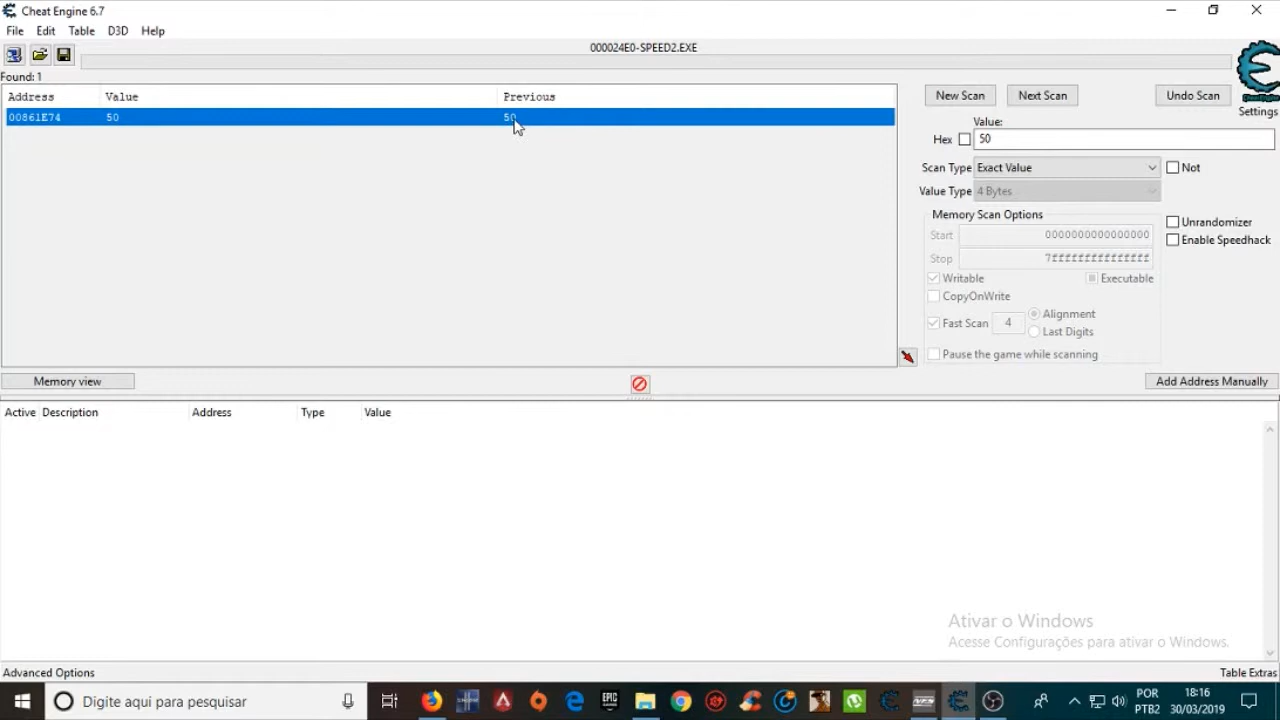 Cheat Engine 6.7
File Edit Table D3D Help
000024E0-SPEED2.EXE
Found: 1
Address Value Previous
00861E74 50 50
New Scan Next Scan Undo Scan
Cheat Engine
Settings
Value:
Hex 50
Scan Type Exact Value Not
Value Type 4 Bytes
Memory Scan Options
Start 0000000000000000
Stop 7fffffffffffffff
Unrandomizer
Enable Speedhack
Writable Executable
CopyOnWrite
Fast Scan 4 Alignment
Last Digits
Pause the game while scanning
Memory view
Add Address Manually
Active Description Address Type Value
Ativar o Windows
Acesse Configurações para ativar o Windows.
Advanced Options
Table Extras
Digite aqui para pesquisar
EPIC
POR
PTB2
18:16
30/03/2019